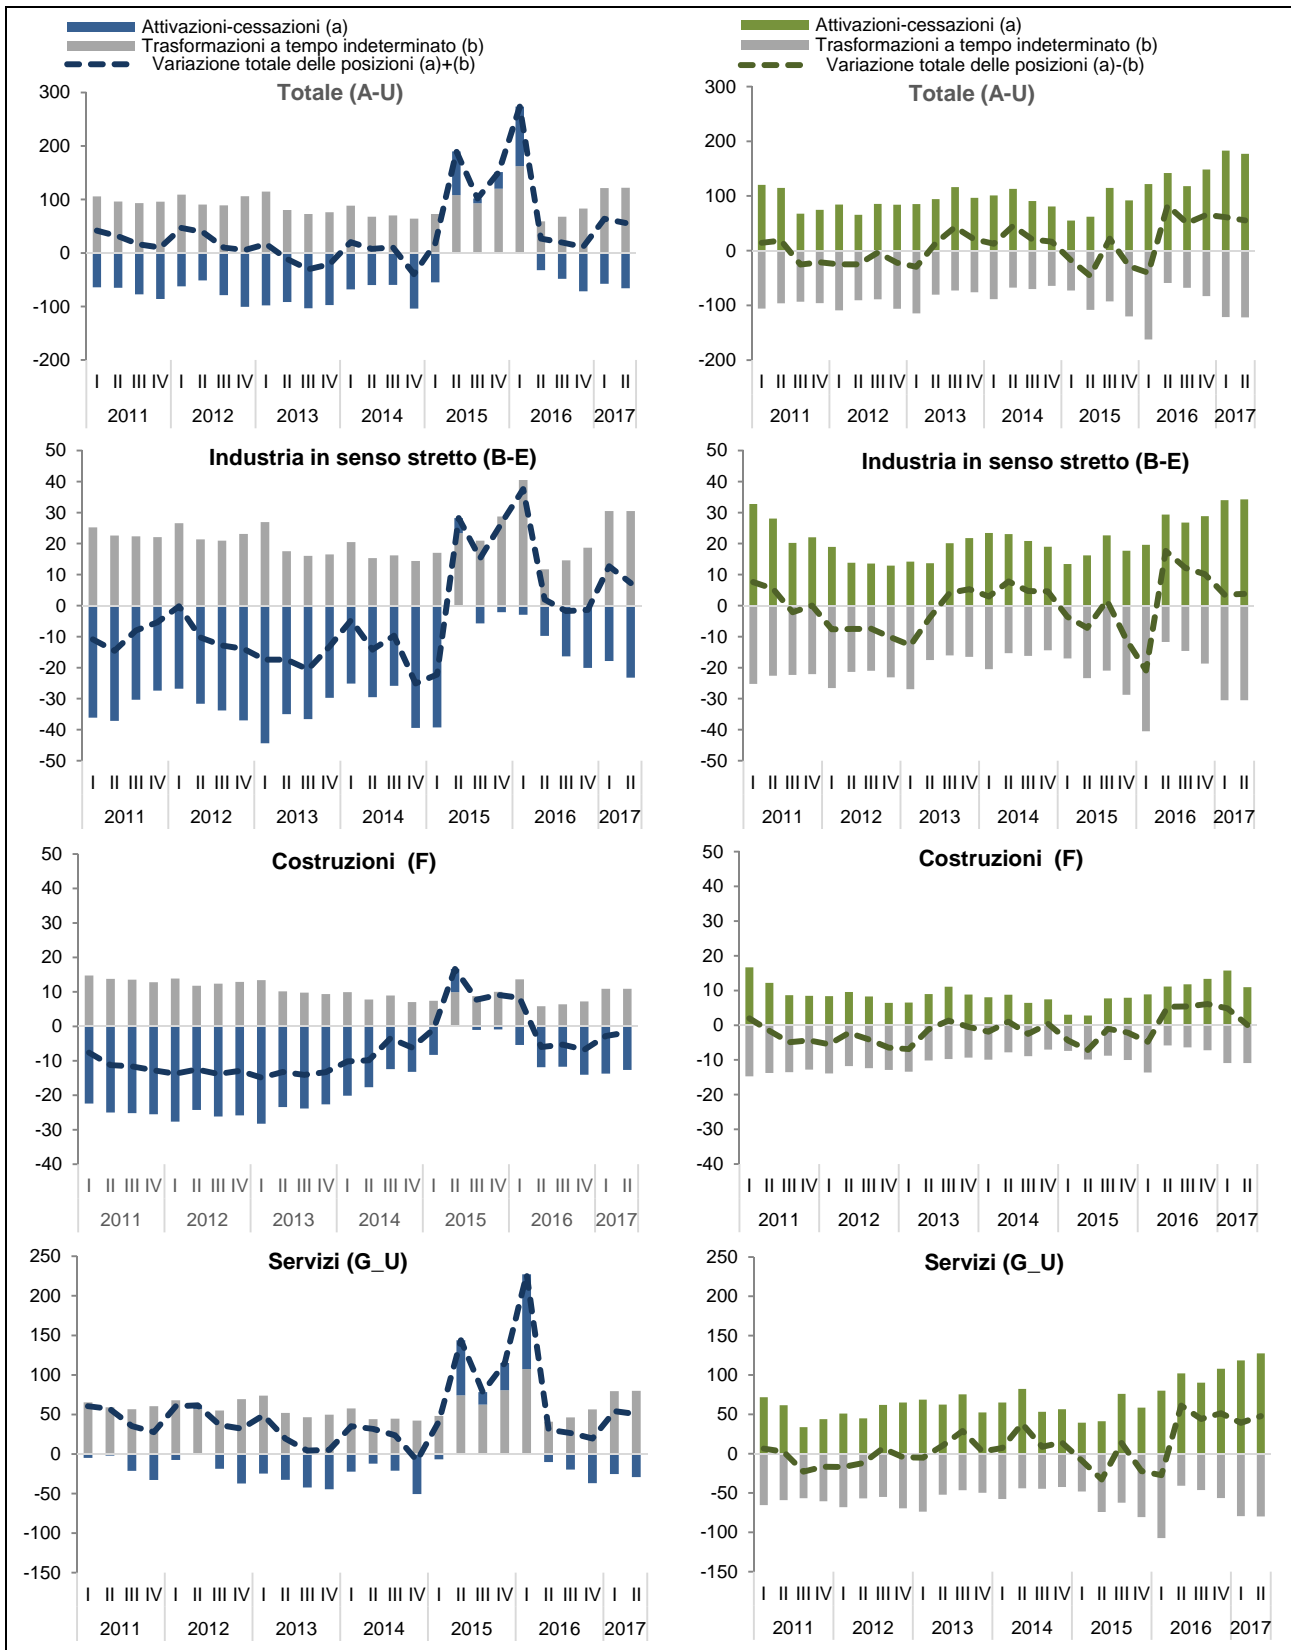 Attivazioni-cessazioni (a)
Trasformazioni a tempo indeterminato (b)
Variazione totale delle posizioni (a)+(b)
Totale (A-U)
300
200
100
0
-100
-200
I II III IV I II III IV I II III IV I II III IV I II III IV I II III IV I II
2011 2012 2013 2014 2015 2016 2017
Attivazioni-cessazioni (a)
Trasformazioni a tempo indeterminato (b)
Variazione totale delle posizioni (a)-(b)
Totale (A-U)
300
200
100
0
-100
-200
I II III IV I II III IV I II III IV I II III IV I II III IV I II III IV I II
2011 2012 2013 2014 2015 2016 2017
Industria in senso stretto (B-E)
50
40
30
20
10
0
-10
-20
-30
-40
-50
I II III IV I II III IV I II III IV I II III IV I II III IV I II III IV I II
2011 2012 2013 2014 2015 2016 2017
Industria in senso stretto (B-E)
50
40
30
20
10
0
-10
-20
-30
-40
-50
I II III IV I II III IV I II III IV I II III IV I II III IV I II III IV I II
2011 2012 2013 2014 2015 2016 2017
Costruzioni (F)
50
40
30
20
10
0
-10
-20
-30
-40
I II III IV I II III IV I II III IV I II III IV I II III IV I II III IV I II
2011 2012 2013 2014 2015 2016 2017
Costruzioni (F)
50
40
30
20
10
0
-10
-20
-30
-40
I II III IV I II III IV I II III IV I II III IV I II III IV I II III IV I II
2011 2012 2013 2014 2015 2016 2017
Servizi (G_U)
250
200
150
100
50
0
-50
-100
-150
I II III IV I II III IV I II III IV I II III IV I II III IV I II III IV I II
2011 2012 2013 2014 2015 2016 2017
Servizi (G_U)
250
200
150
100
50
0
-50
-100
-150
I II III IV I II III IV I II III IV I II III IV I II III IV I II III IV I II
2011 2012 2013 2014 2015 2016 2017